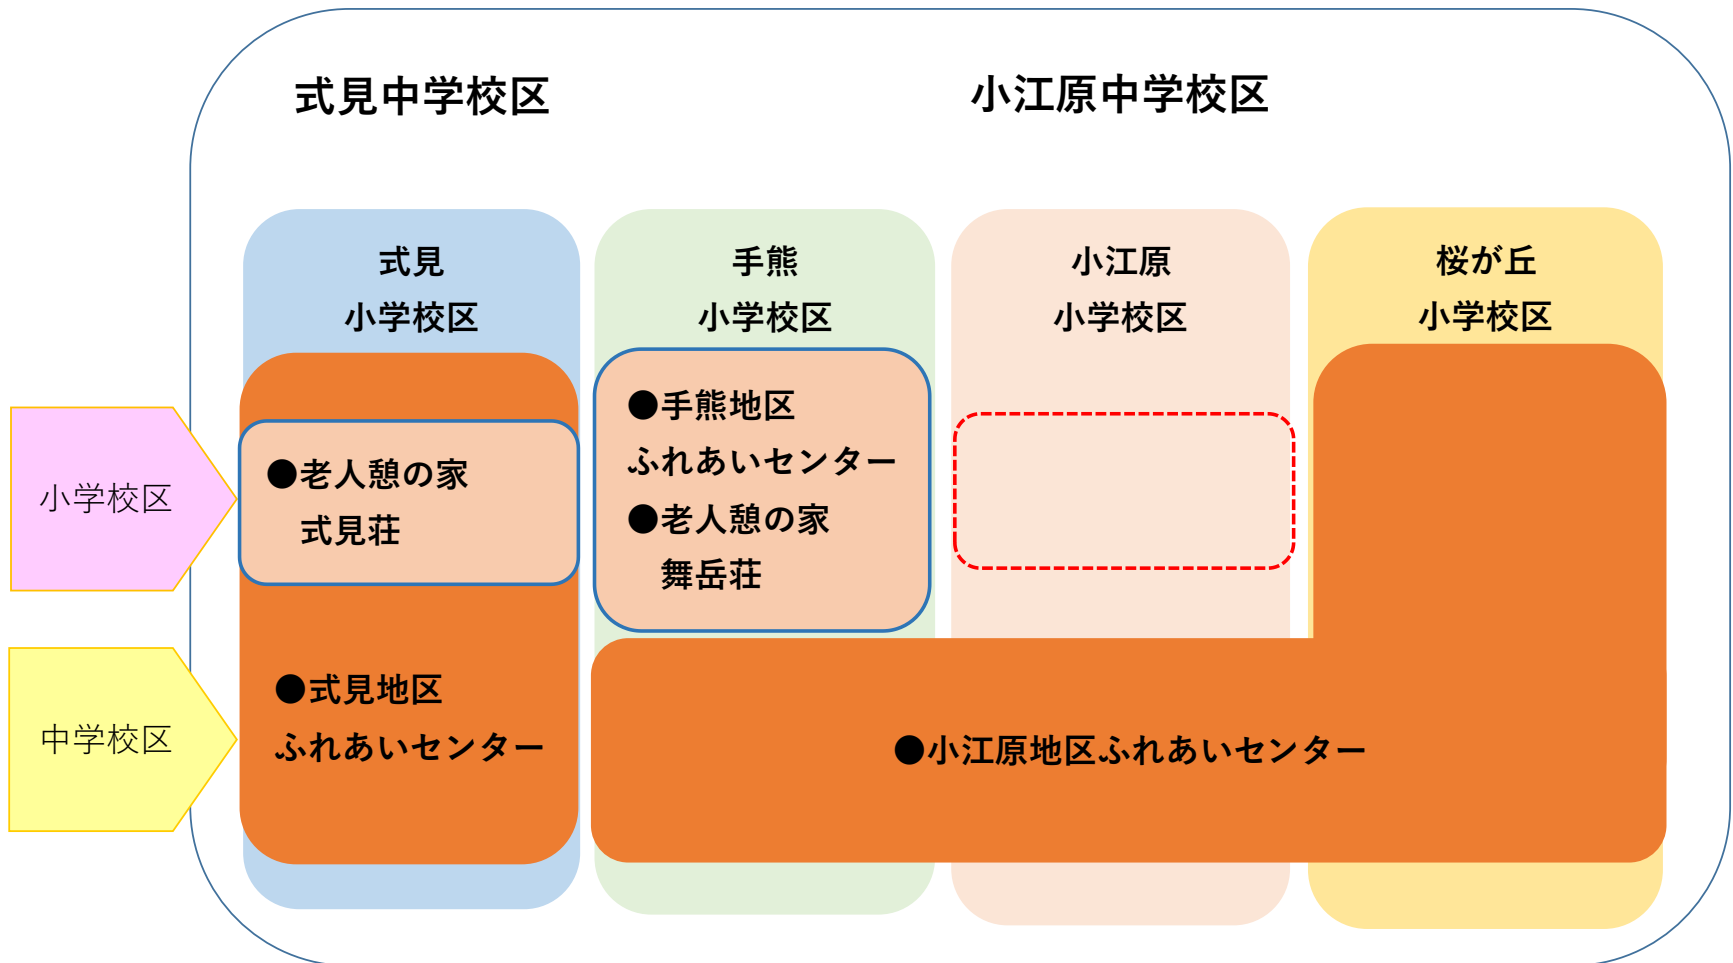 式見中学校区
小江原中学校区
式見
小学校区
手熊
小学校区
小江原
小学校区
桜が丘
小学校区
小学校区
●老人憩の家
式見荘
●手熊地区
ふれあいセンター
●老人憩の家
舞岳荘
中学校区
●式見地区
ふれあいセンター
●小江原地区ふれあいセンター